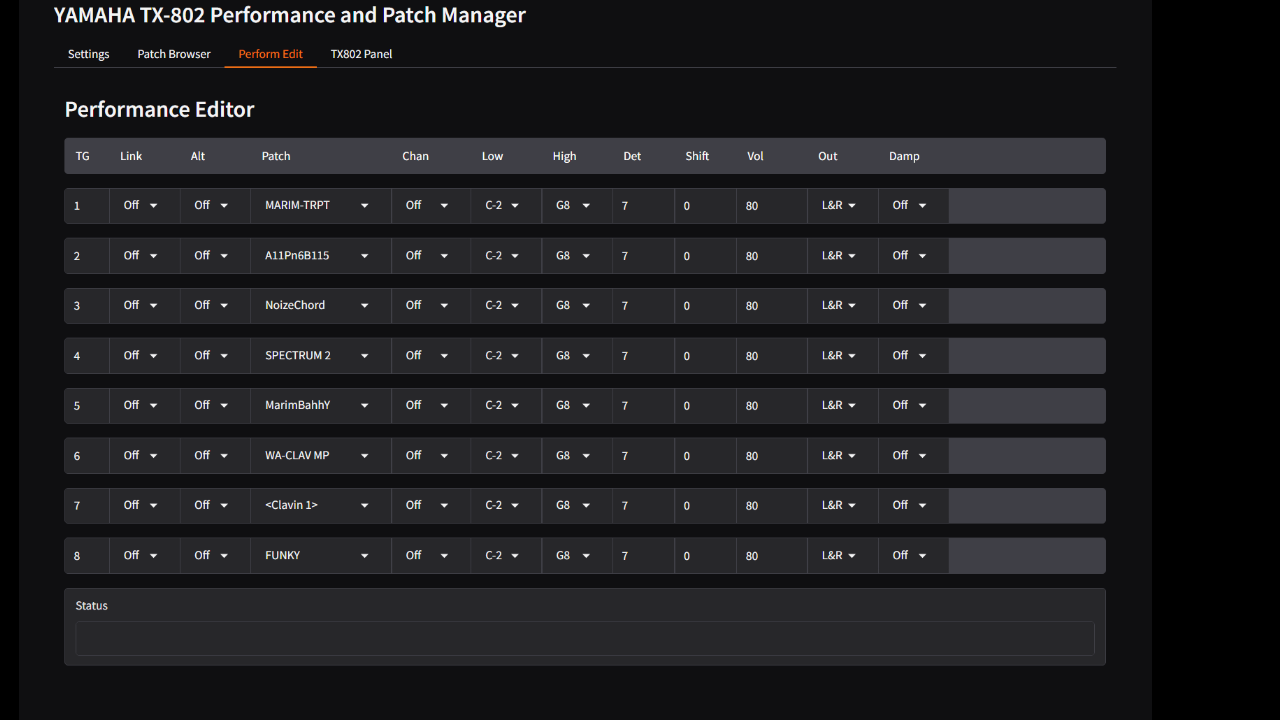 YAMAHA TX-802 Performance and Patch Manager
Settings Patch Browser Perform Edit TX802 Panel
Performance Editor
TG Link Alt Patch Chan Low High Det Shift Vol Out Damp
1 Off Off MARIM-TRPT Off C-2 G8 7 0 80 L&R Off
2 Off Off A11Pn6B115 Off C-2 G8 7 0 80 L&R Off
3 Off Off NoizeChord Off C-2 G8 7 0 80 L&R Off
4 Off Off SPECTRUM 2 Off C-2 G8 7 0 80 L&R Off
5 Off Off MarimBahhY Off C-2 G8 7 0 80 L&R Off
6 Off Off WA-CLAV MP Off C-2 G8 7 0 80 L&R Off
7 Off Off <Clavin 1> Off C-2 G8 7 0 80 L&R Off
8 Off Off FUNKY Off C-2 G8 7 0 80 L&R Off
Status